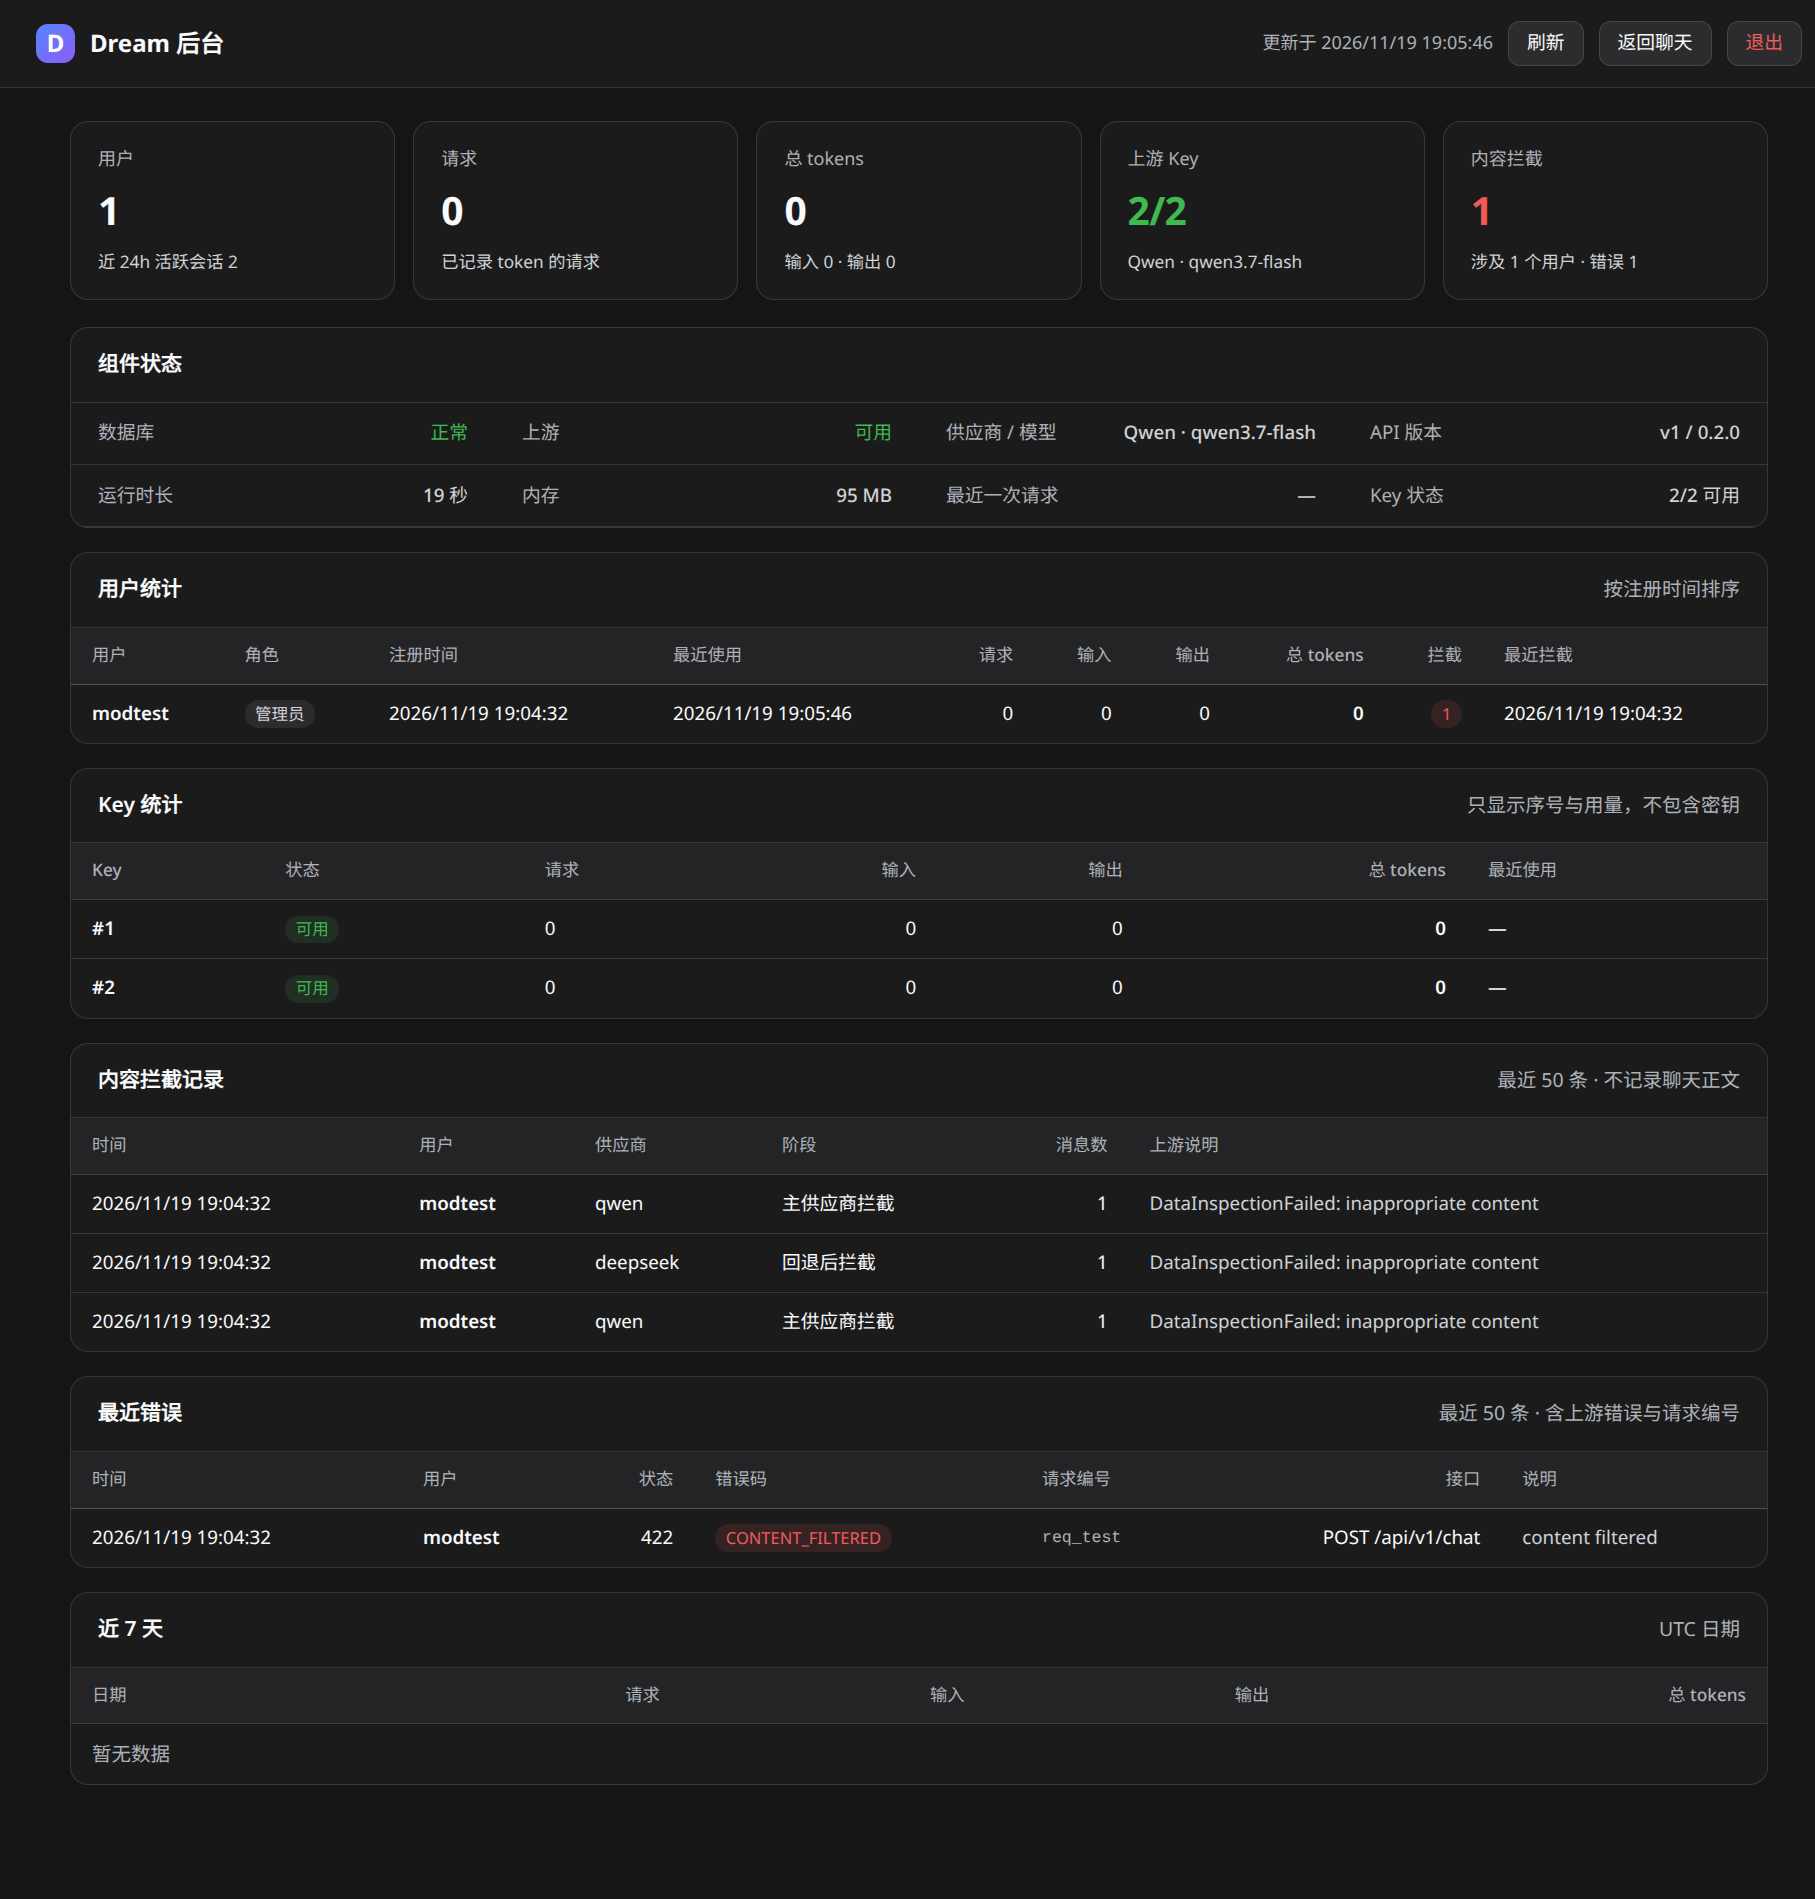 D Dream 后台 更新于 2026/11/19 19:05:46 刷新 返回聊天 退出
用户 请求 总 tokens 上游 Key 内容拦截
1 0 0 2/2 1
近 24h 活跃会话 2 已记录 token 的请求 输入 0 · 输出 0 Qwen · qwen3.7-flash 涉及 1 个用户 · 错误 1
组件状态
数据库 正常 上游 可用 供应商 / 模型 Qwen · qwen3.7-flash API 版本 v1 / 0.2.0
运行时长 19 秒 内存 95 MB 最近一次请求 — Key 状态 2/2 可用
用户统计 按注册时间排序
用户 角色 注册时间 最近使用 请求 输入 输出 总 tokens 拦截 最近拦截
modtest 管理员 2026/11/19 19:04:32 2026/11/19 19:05:46 0 0 0 0 1 2026/11/19 19:04:32
Key 统计 只显示序号与用量，不包含密钥
Key 状态 请求 输入 输出 总 tokens 最近使用
#1 可用 0 0 0 0 —
#2 可用 0 0 0 0 —
内容拦截记录 最近 50 条 · 不记录聊天正文
时间 用户 供应商 阶段 消息数 上游说明
2026/11/19 19:04:32 modtest qwen 主供应商拦截 1 DataInspectionFailed: inappropriate content
2026/11/19 19:04:32 modtest deepseek 回退后拦截 1 DataInspectionFailed: inappropriate content
2026/11/19 19:04:32 modtest qwen 主供应商拦截 1 DataInspectionFailed: inappropriate content
最近错误 最近 50 条 · 含上游错误与请求编号
时间 用户 状态 错误码 请求编号 接口 说明
2026/11/19 19:04:32 modtest 422 CONTENT_FILTERED req_test POST /api/v1/chat content filtered
近 7 天 UTC 日期
日期 请求 输入 输出 总 tokens
暂无数据